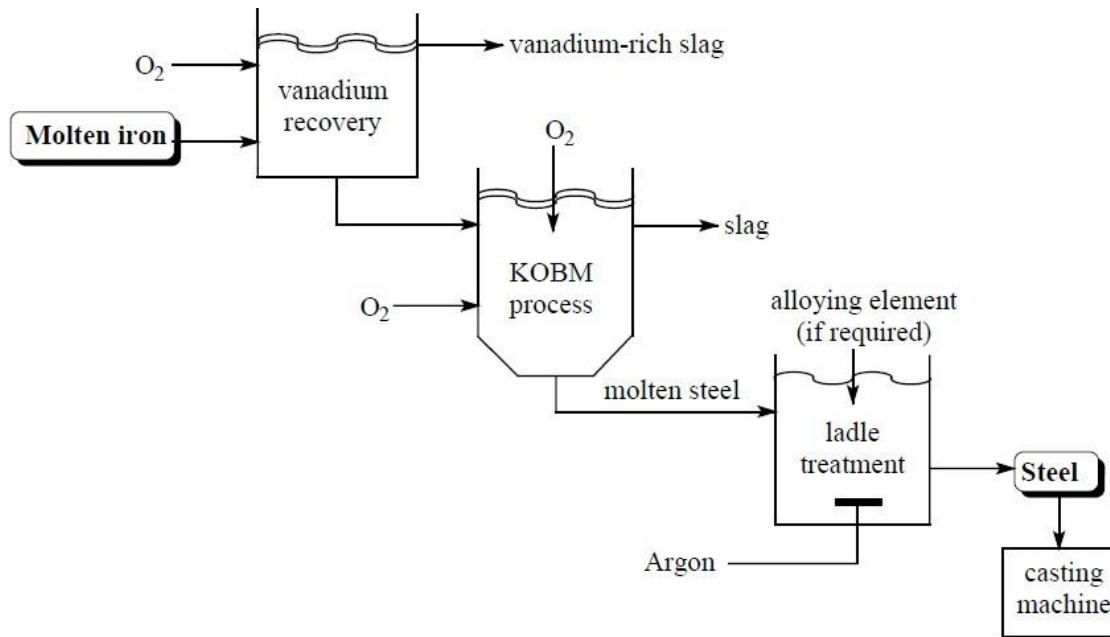 O2
vanadium-rich slag
vanadium
recovery
Molten iron
O2
slag
KOBM
process
O2
alloying element
(if required)
molten steel
ladle
treatment
Steel
Argon
casting
machine